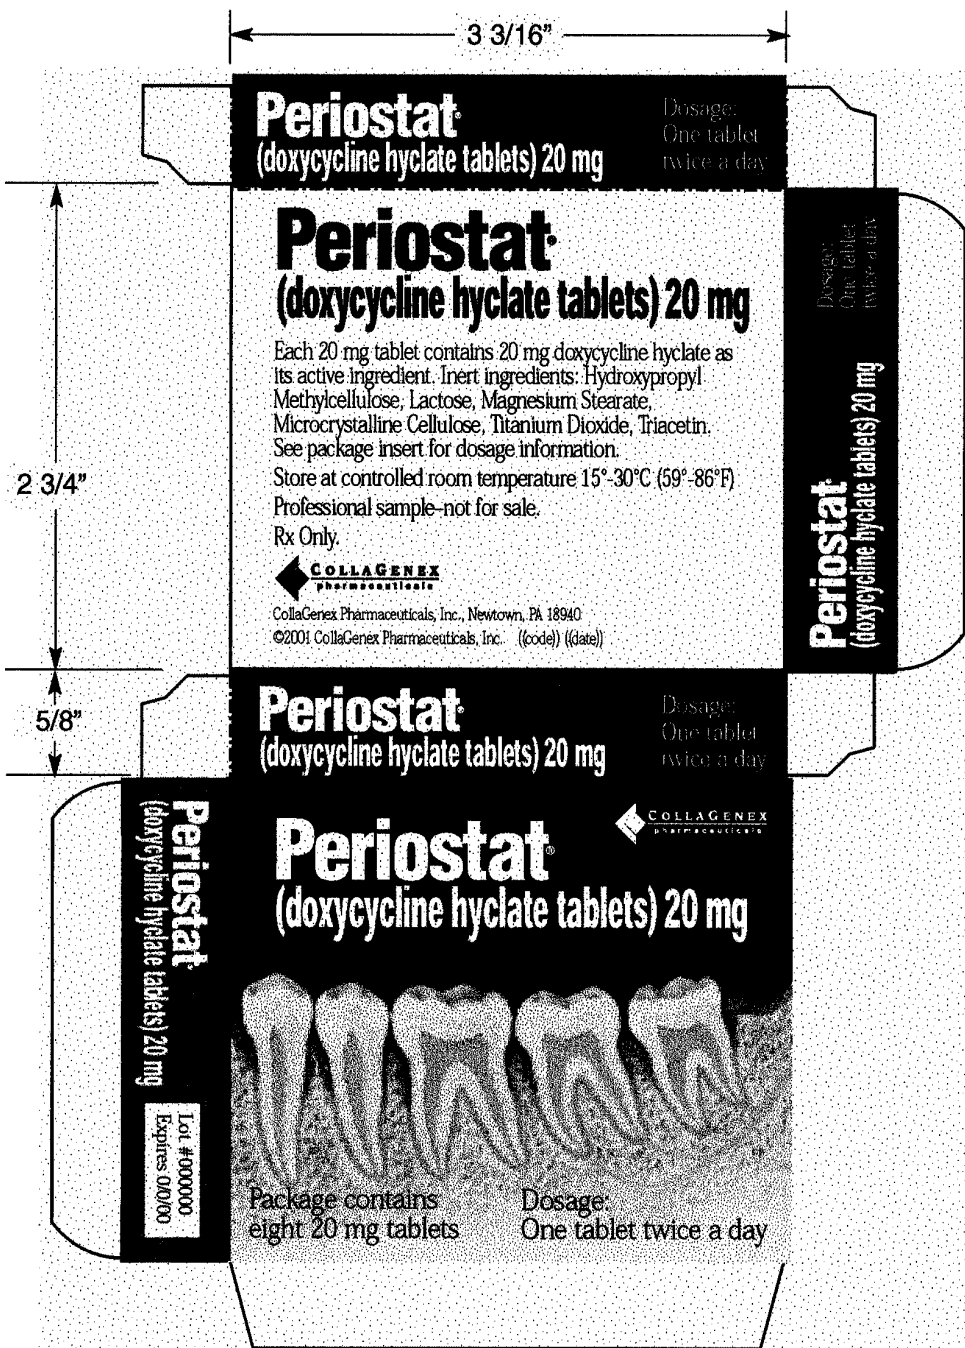 3 3/16"
Periostat®
(doxycycline hyclate tablets) 20 mg
Dosage:
One tablet
twice a day
Periostat®
(doxycycline hyclate tablets) 20 mg
Each 20 mg tablet contains 20 mg doxycycline hyclate as
its active ingredient. Inert ingredients: Hydroxypropyl
Methylcellulose, Lactose, Magnesium Stearate,
Microcrystalline Cellulose, Titanium Dioxide, Triacetin.
See package insert for dosage information.
Store at controlled room temperature 15°-30°C (59°-86°F)
Professional sample–not for sale.
Rx Only.
COLLAGENEX
pharmaceuticals
CollaGenex Pharmaceuticals, Inc., Newtown, PA 18940
©2001 CollaGenex Pharmaceuticals, Inc. ((code)) ((date))
2 3/4"
Dosage:
One tablet
twice a day
Periostat®
(doxycycline hyclate tablets) 20 mg
5/8"
Periostat®
(doxycycline hyclate tablets) 20 mg
Dosage:
One tablet
twice a day
COLLAGENEX
pharmaceuticals
Periostat®
(doxycycline hyclate tablets) 20 mg
Periostat®
(doxycycline hyclate tablets) 20 mg
Lot #000000
Expires 0/0/00
Package contains
eight 20 mg tablets
Dosage:
One tablet twice a day